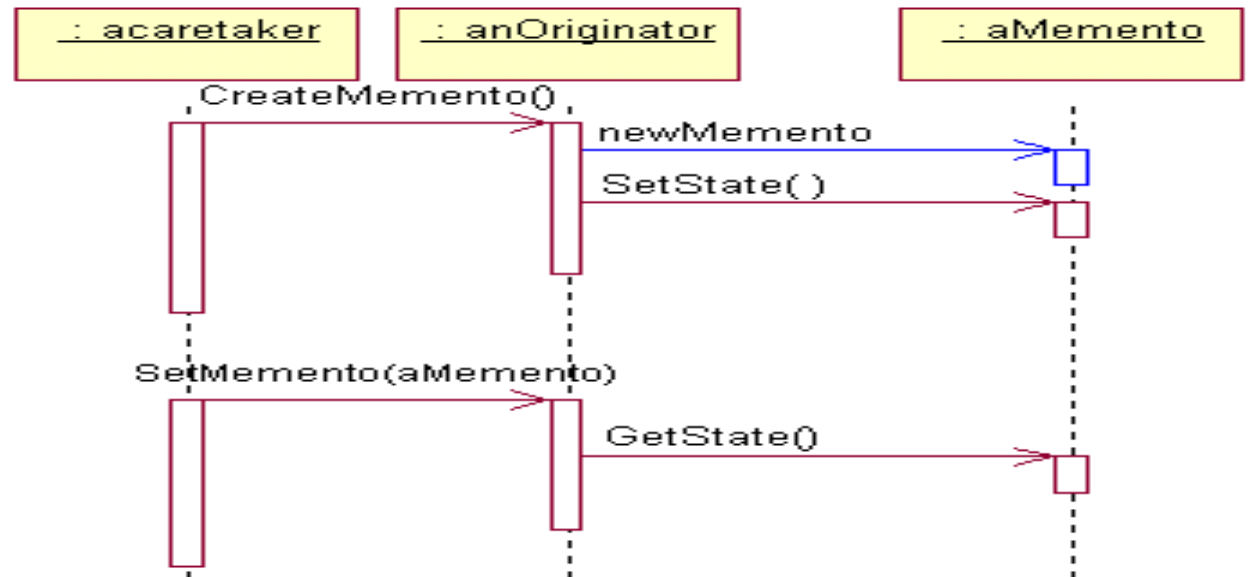 : acaretaker
: anOriginator
: aMemento
CreateMemento()
newMemento
SetState( )
SetMemento(aMemento)
GetState()